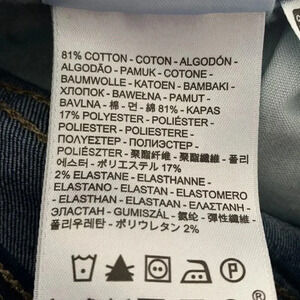 81% COTTON - COTON - ALGODÓN -
ALGODÃO - PAMUK - COTONE -
BAUMWOLLE - KATOEN - BAMBAKI -
ХЛОПОК - BAWEŁNA - PAMUT -
BAVLNA - 棉 - 면 - 綿 81% - KAPAS
17% POLYESTER - POLIÉSTER -
POLIESTERE - POLIESTER -
ПОЛУЕΣТЕР - ПОЛИЭСТЕР -
POLIÉSZTER - 聚酯纤维 - 聚酯纖維 - 폴리
에스터 - ポリエステル 17%
2% ELASTANE - ELASTHANNE -
ELASTANO - ELASTAN - ELASTOMERO
- ELASTHAN - ELASTAAN - ΕΛΑΣΤΑΝΗ -
ЭЛАСТАН - GUMISZÁL - 氨纶 - 彈性纖維
- 폴리우레탄 - ポリウレタン 2%